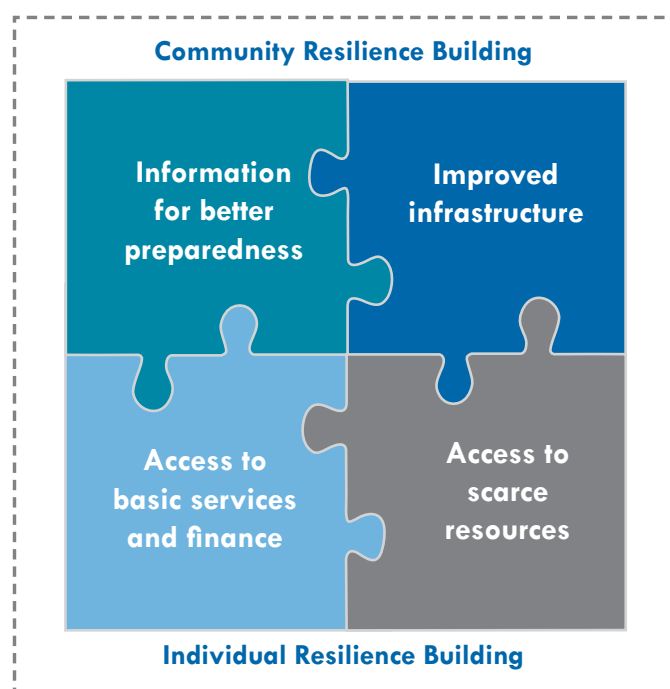 Community Resilience Building
Information
for better
preparedness
Improved
infrastructure
Access to
basic services
and finance
Access to
scarce
resources
Individual Resilience Building